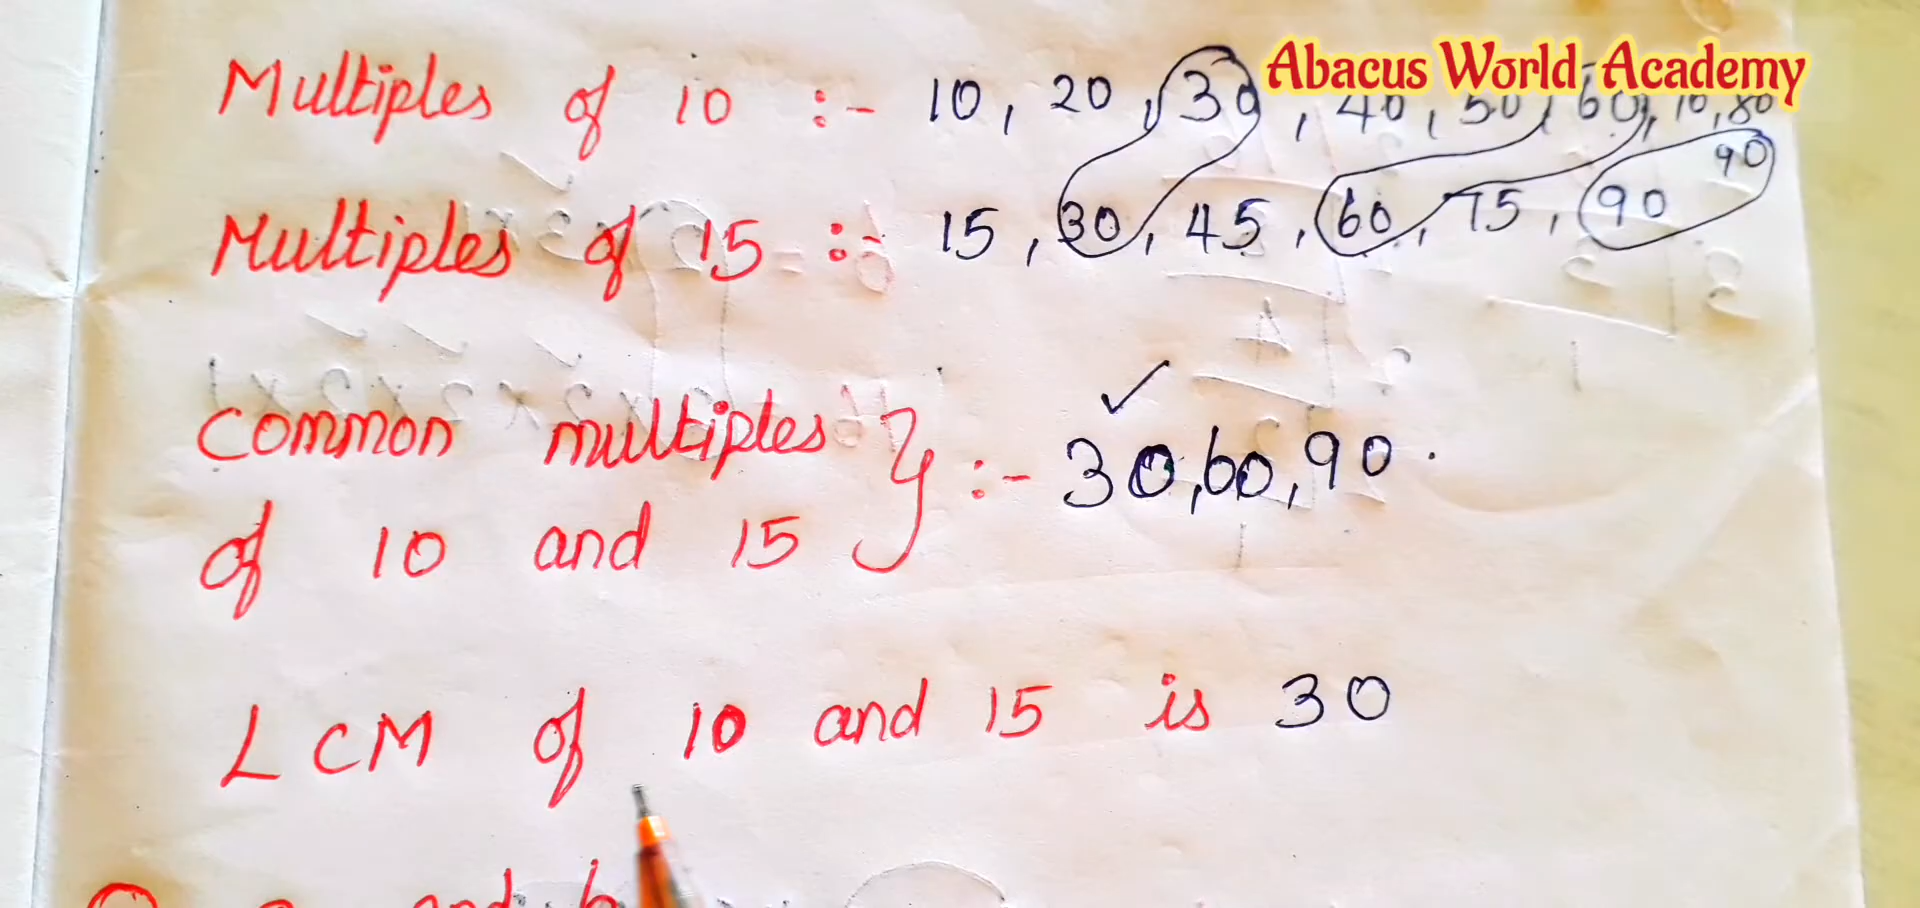 Abacus World Academy
Multiples of 10 :- 10, 20, 30, 40, 50, 60, 70, 80
90
Multiples of 15 :- 15, 30, 45, 60, 75, 90
Common multiples } :- 30, 60, 90.
of 10 and 15
LCM of 10 and 15 is 30
and